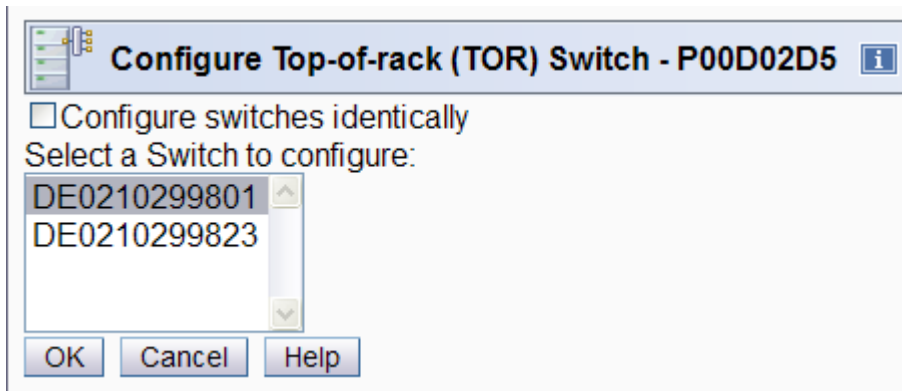 Configure Top-of-rack (TOR) Switch - P00D02D5
Configure switches identically
Select a Switch to configure:
DE0210299801
DE0210299823
OK Cancel Help